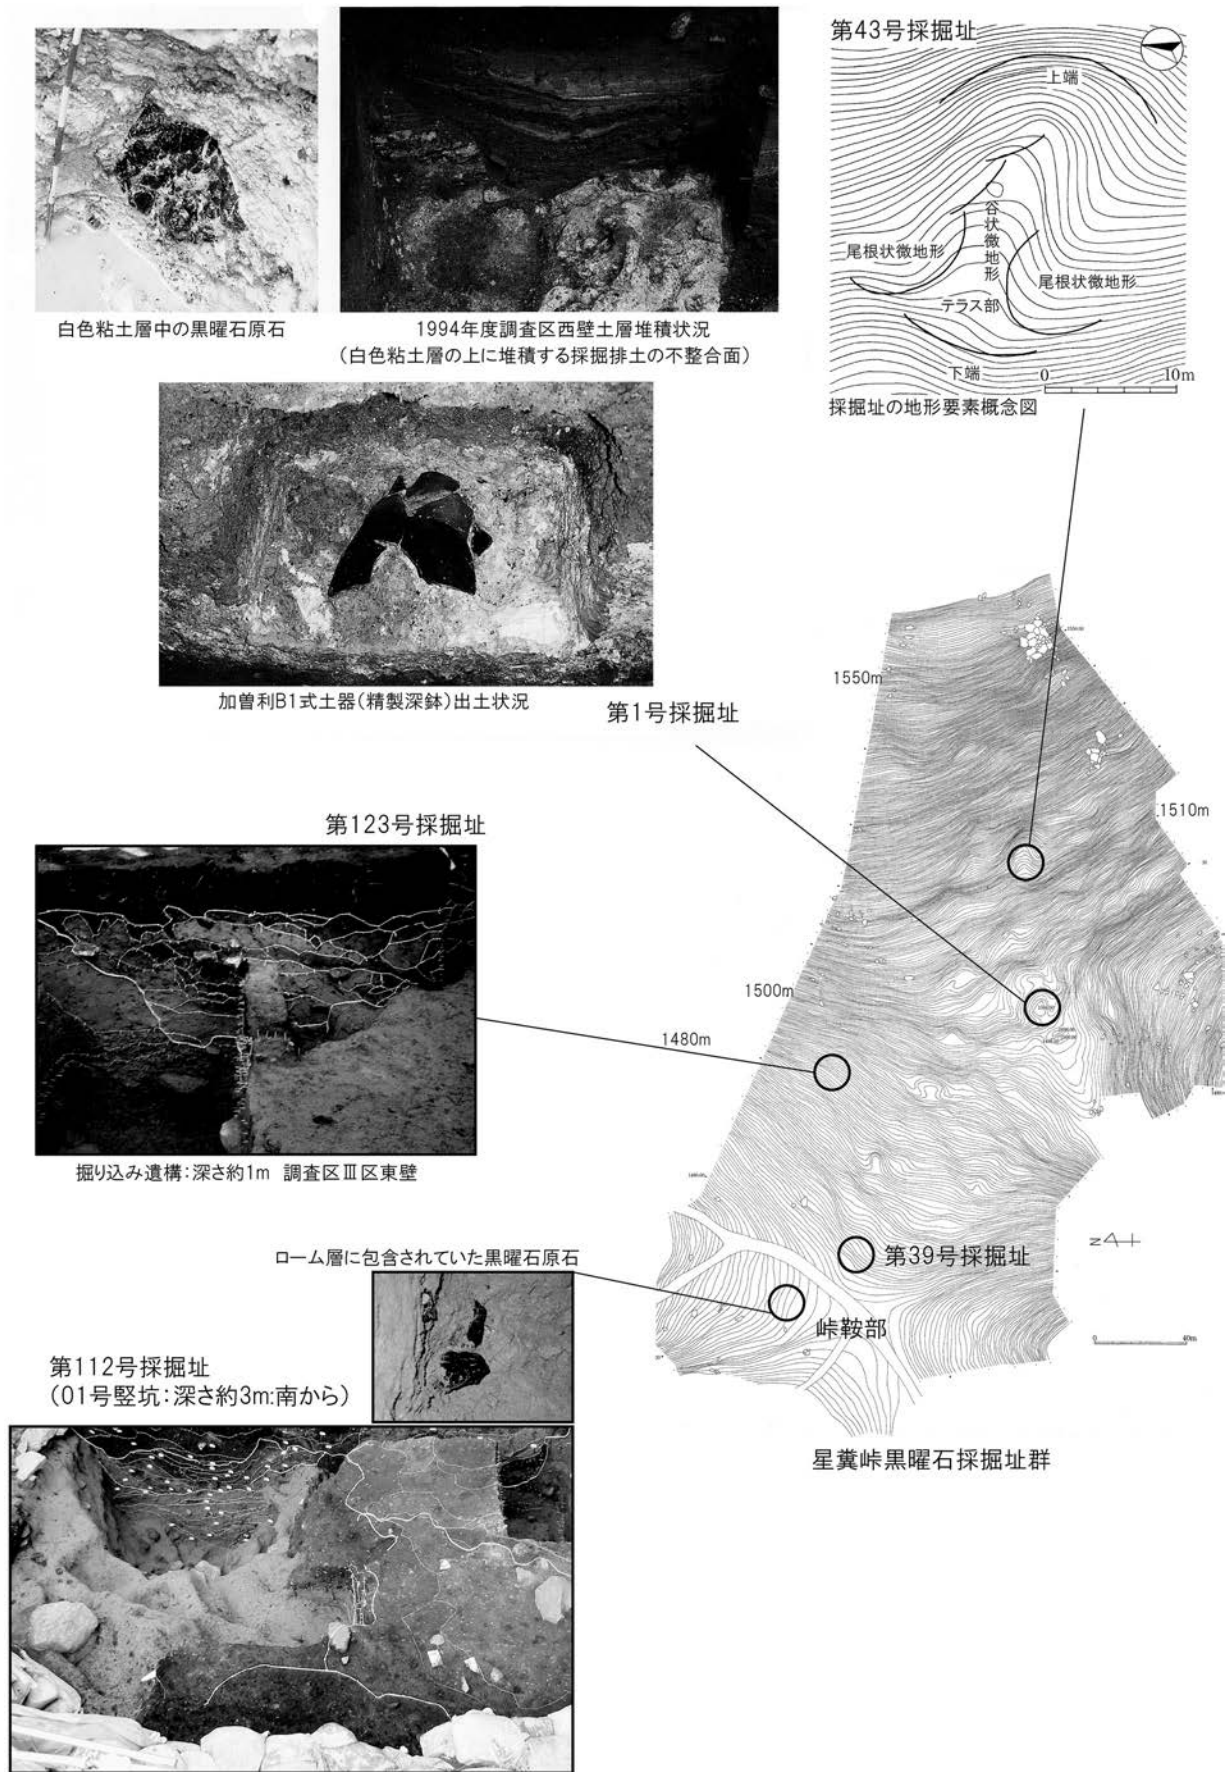 第43号採掘址
上端
谷状微地形
尾根状微地形
尾根状微地形
テラス部
下端
0 10m
採掘址の地形要素概念図
白色粘土層中の黒曜石原石
1994年度調査区西壁土層堆積状況
(白色粘土層の上に堆積する採掘排土の不整合面)
加曽利B1式土器(精製深鉢)出土状況
第1号採掘址
1550m
1510m
第123号採掘址
1500m
1480m
掘り込み遺構:深さ約1m 調査区Ⅲ区東壁
第39号採掘址
N
ローム層に包含されていた黒曜石原石
峠鞍部
0 40m
第112号採掘址
(01号竪坑:深さ約3m:南から)
星糞峠黒曜石採掘址群